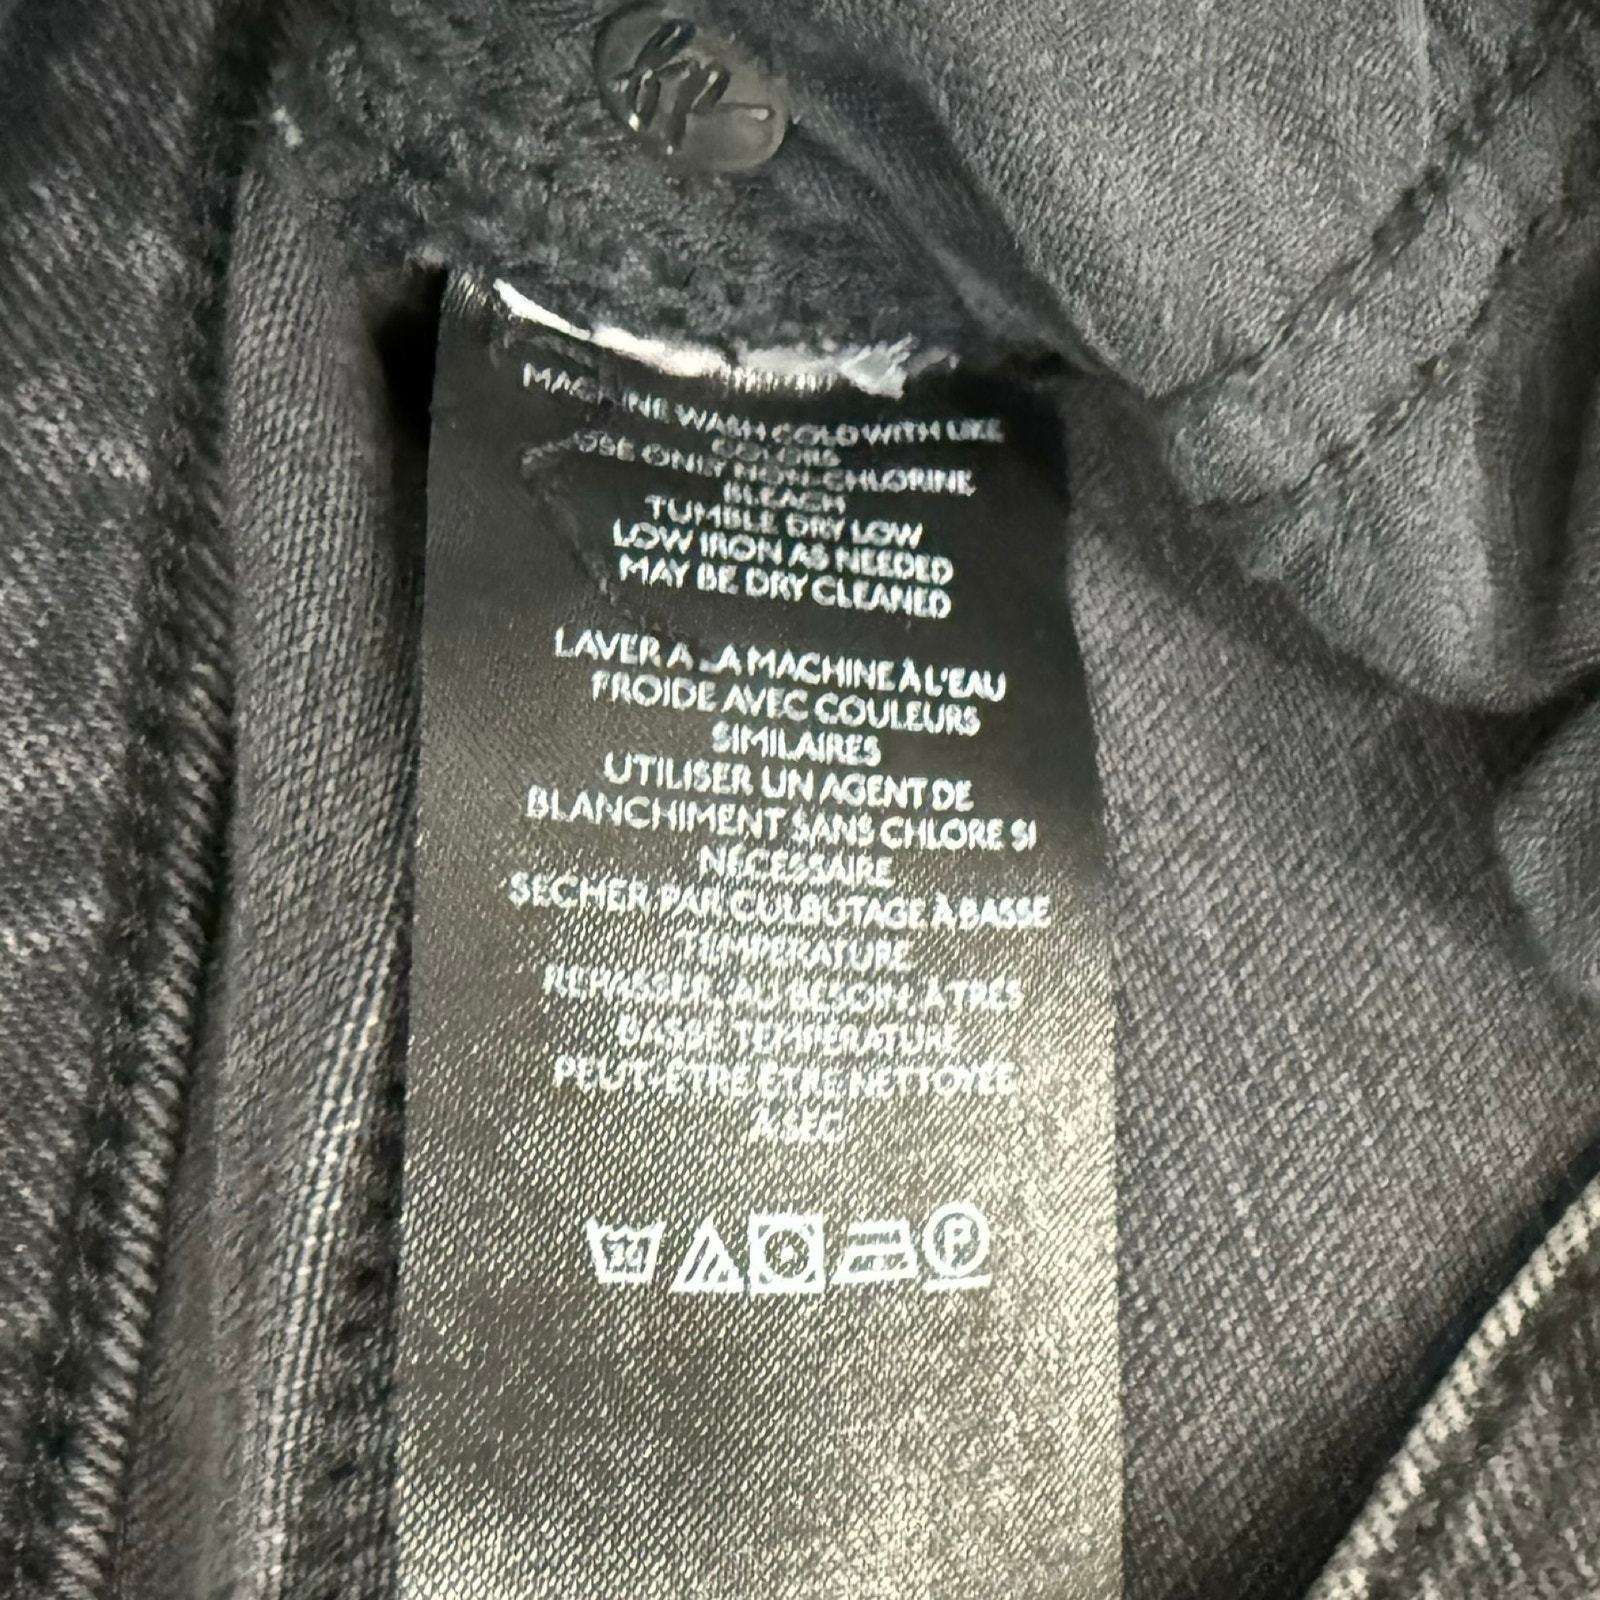 MACHINE WASH COLD WITH LIKE
COLORS
USE ONLY NON-CHLORINE
BLEACH
TUMBLE DRY LOW
LOW IRON AS NEEDED
MAY BE DRY CLEANED
LAVER A LA MACHINE À L'EAU
FROIDE AVEC COULEURS
SIMILAIRES
UTILISER UN AGENT DE
BLANCHIMENT SANS CHLORE SI
NÉCESSAIRE
SÉCHER PAR CULBUTAGE À BASSE
TEMPÉRATURE
REPASSER, AU BESOIN, À TRÈS
BASSE TEMPÉRATURE
PEUT-ÊTRE ÊTRE NETTOYÉE
À SEC
P